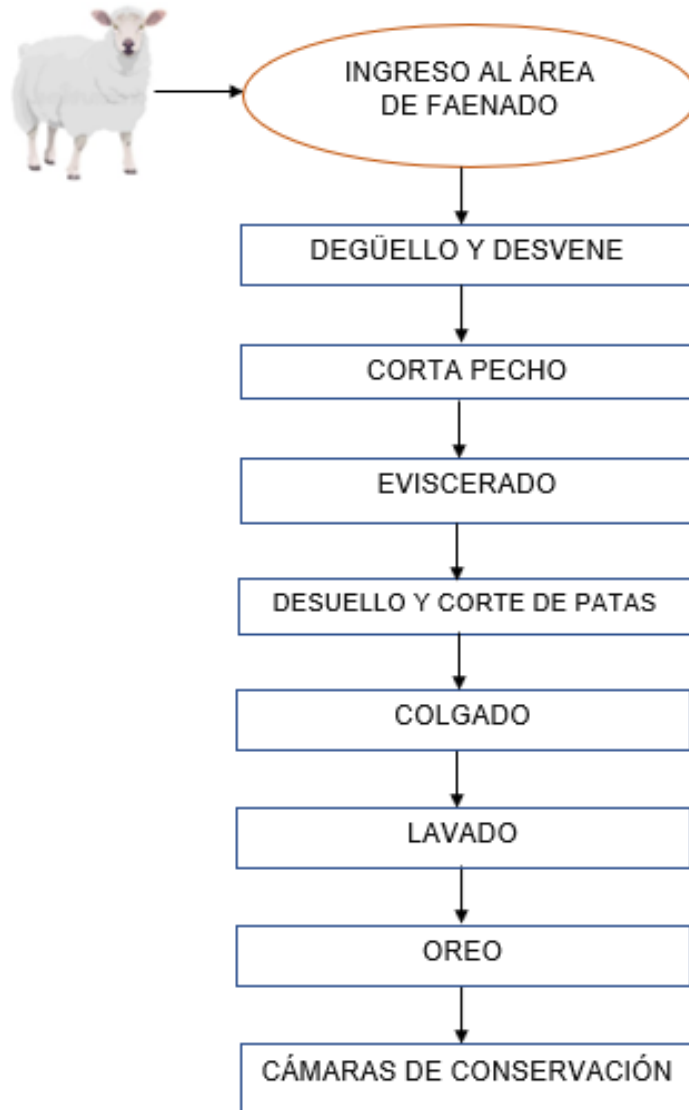 INGRESO AL ÁREA
DE FAENADO
DEGÜELLO Y DESVENE
CORTA PECHO
EVISCERADO
DESUELLO Y CORTE DE PATAS
COLGADO
LAVADO
OREO
CÁMARAS DE CONSERVACIÓN